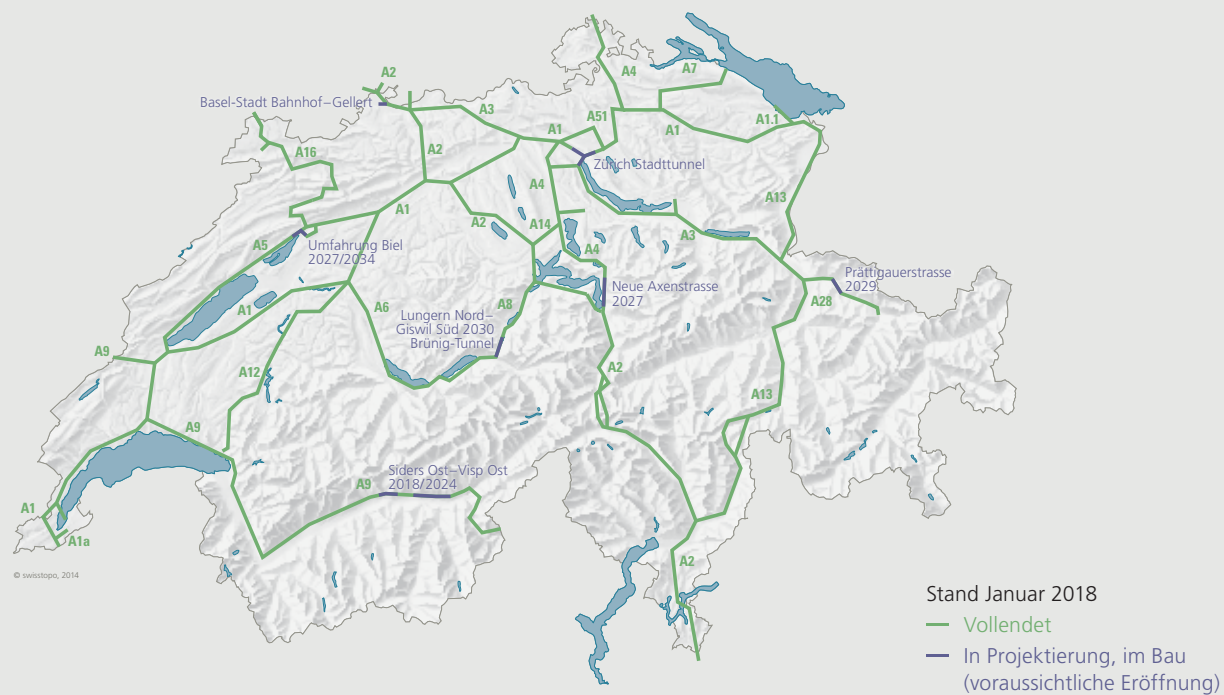 A2
A4
A7
Basel-Stadt Bahnhof–Gellert
A3
A51
A1.1
A1
A1
A16
A2
Zürich Stadttunnel
A4
A13
A1
A2
A14
A3
A5
Umfahrung Biel
2027/2034
A4
Prättigauerstrasse
2029
Neue Axenstrasse
2027
A28
A1
A6
A8
Lungern Nord–
Giswil Süd 2030
Brünig-Tunnel
A9
A12
A2
A13
A9
Siders Ost–Visp Ost
2018/2024
A9
A1
A1a
A2
© swisstopo, 2014
Stand Januar 2018
Vollendet
In Projektierung, im Bau
(voraussichtliche Eröffnung)